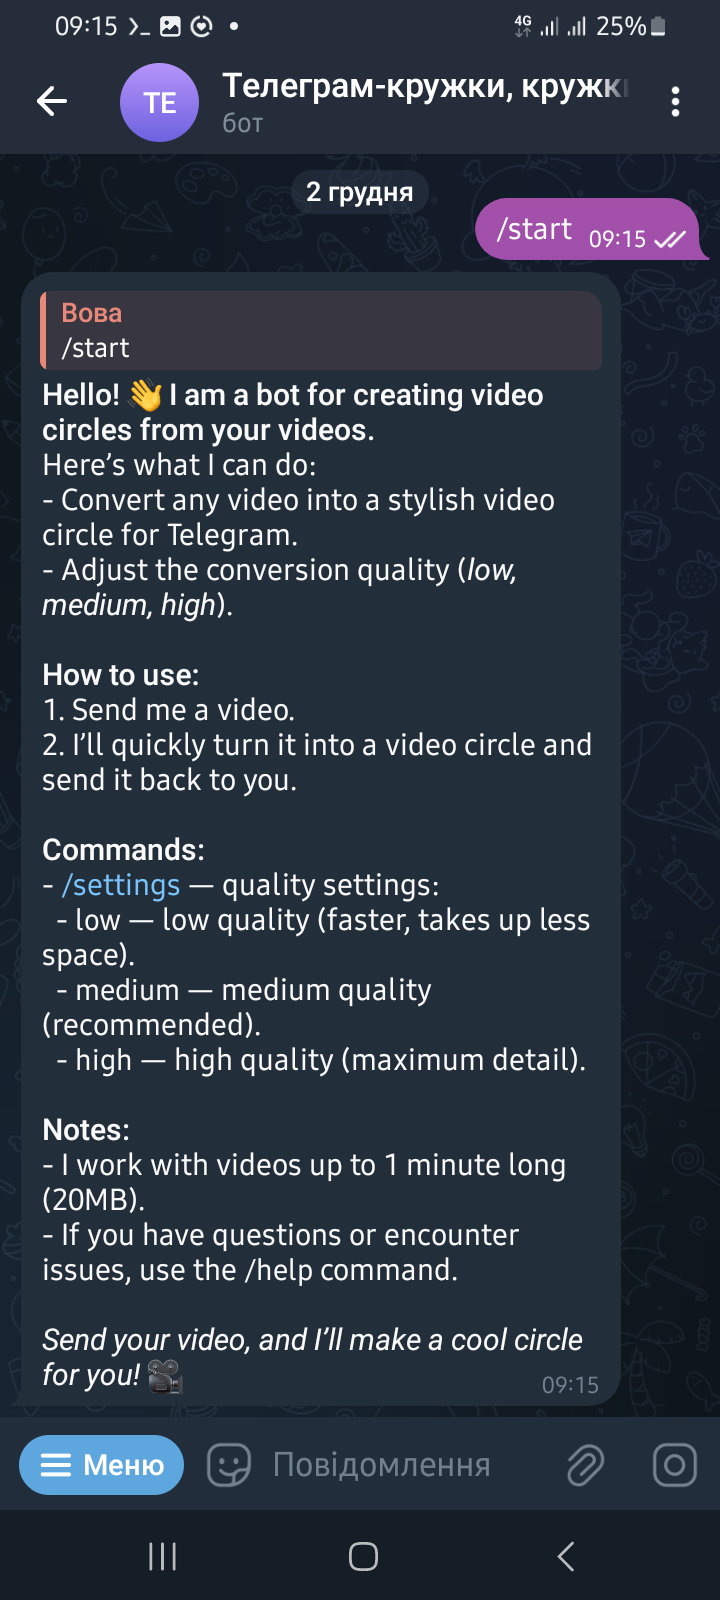 09:15
4G
25%
TE
Телеграм-кружки, кружки
бот
2 грудня
/start 09:15
Вова
/start
Hello! 👋 I am a bot for creating video
circles from your videos.
Here’s what I can do:
- Convert any video into a stylish video
circle for Telegram.
- Adjust the conversion quality (low,
medium, high).
How to use:
1. Send me a video.
2. I’ll quickly turn it into a video circle and
send it back to you.
Commands:
- /settings — quality settings:
- low — low quality (faster, takes up less
space).
- medium — medium quality
(recommended).
- high — high quality (maximum detail).
Notes:
- I work with videos up to 1 minute long
(20MB).
- If you have questions or encounter
issues, use the /help command.
Send your video, and I’ll make a cool circle
for you! 🎥
09:15
Меню
Повідомлення